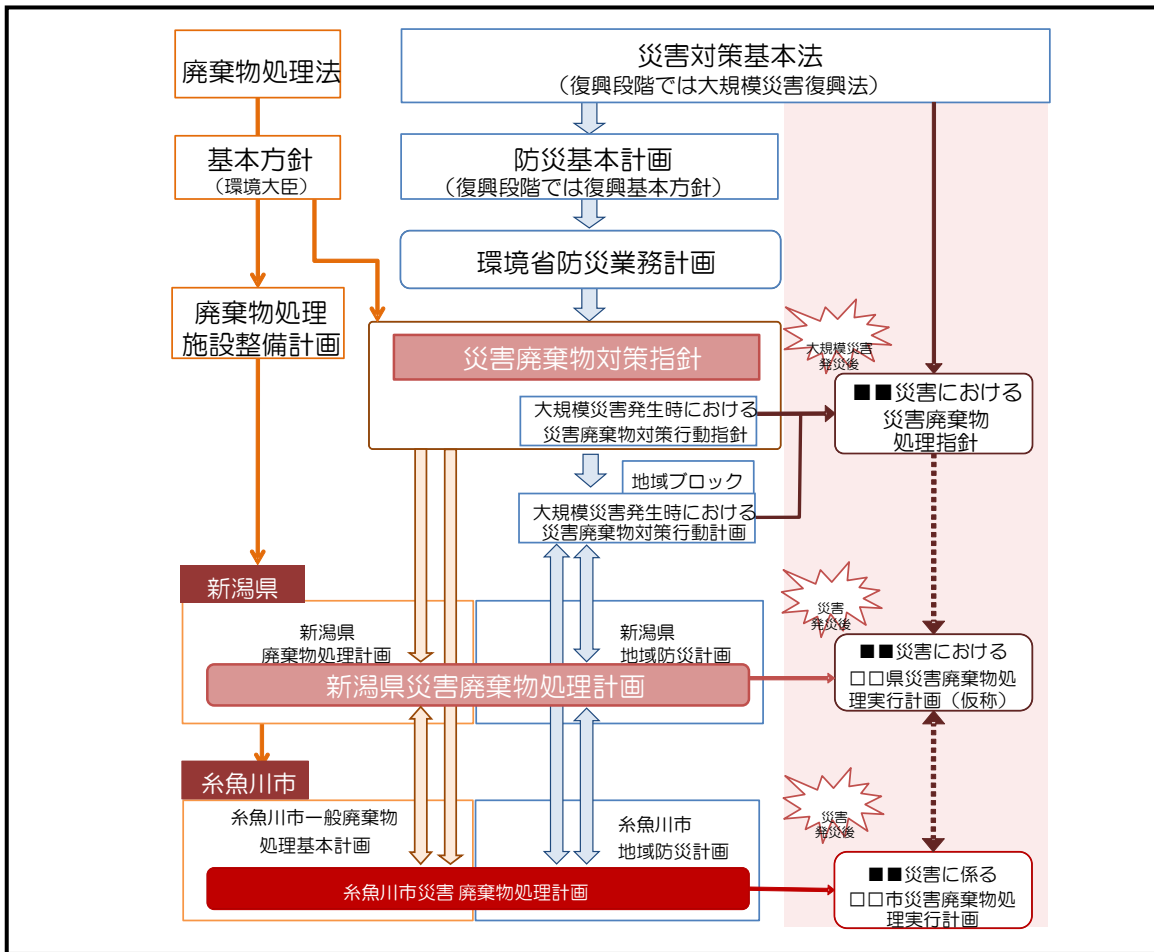 廃棄物処理法
災害対策基本法
（復興段階では大規模災害復興法）
基本方針
（環境大臣）
防災基本計画
（復興段階では復興基本方針）
環境省防災業務計画
廃棄物処理
施設整備計画
災害廃棄物対策指針
大規模災害発生時における
災害廃棄物対策行動指針
大規模災害
発災後
■■災害における
災害廃棄物
処理指針
地域ブロック
大規模災害発生時における
災害廃棄物対策行動計画
新潟県
新潟県
廃棄物処理計画
新潟県
地域防災計画
新潟県災害廃棄物処理計画
災害
発災後
■■災害における
□□県災害廃棄物処
理実行計画（仮称）
糸魚川市
糸魚川市一般廃棄物
処理基本計画
糸魚川市
地域防災計画
糸魚川市災害 廃棄物処理計画
災害
発災後
■■災害に係る
□□市災害廃棄物処
理実行計画